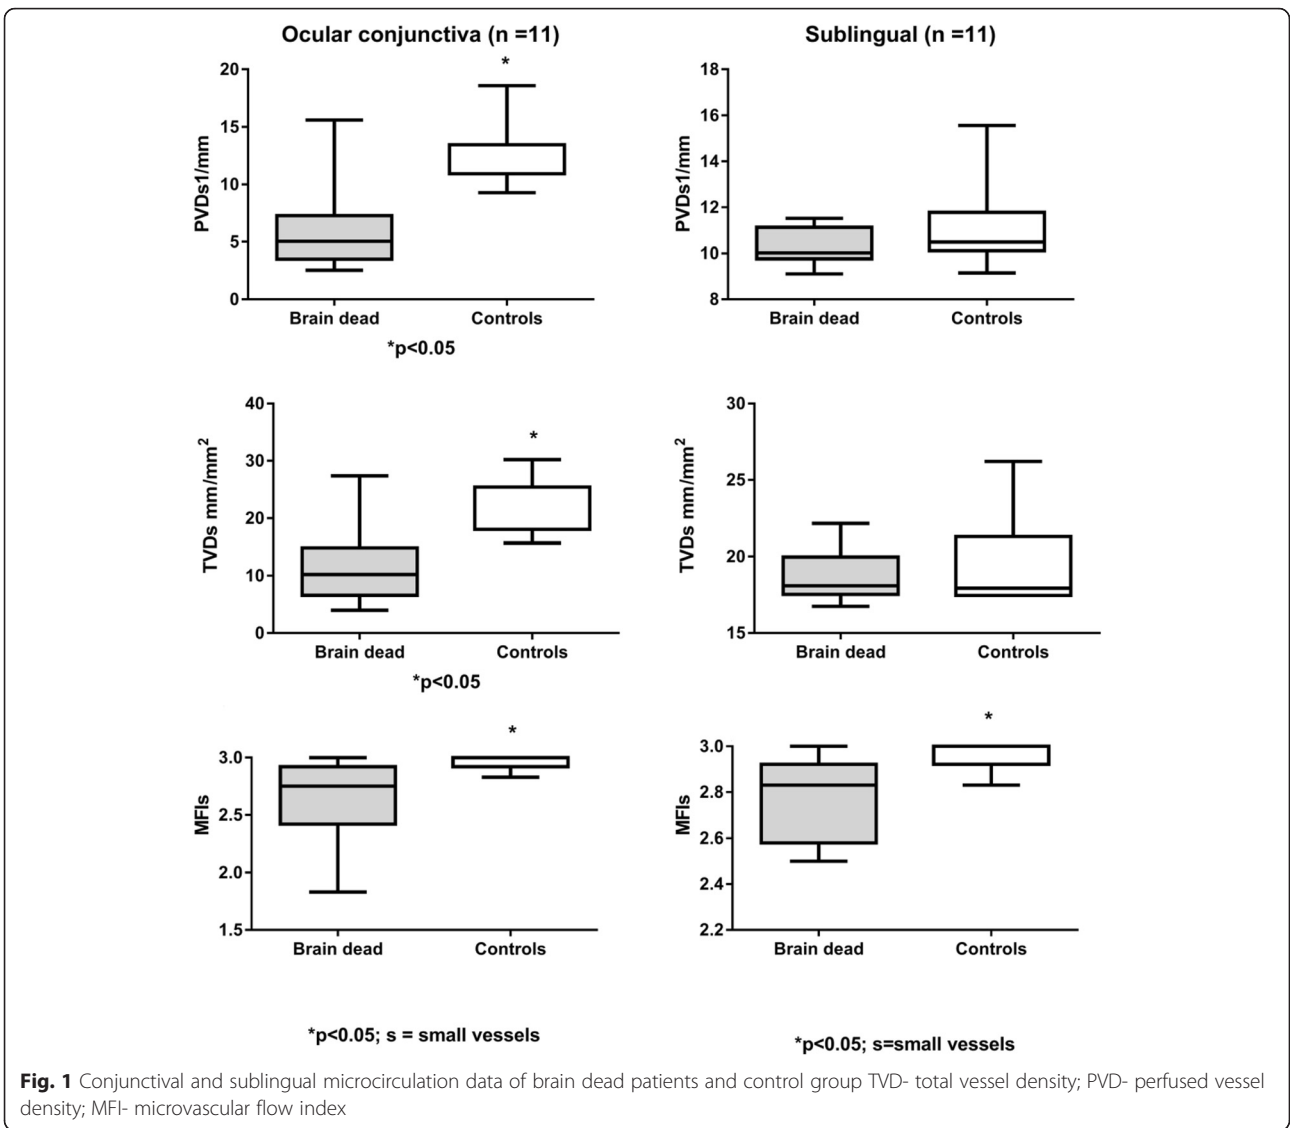 Ocular conjunctiva (n =11)
Sublingual (n =11)
PVDs1/mm
20
15
10
5
0
*
Brain dead
Controls
*p<0.05
PVDs1/mm
18
16
14
12
10
8
Brain dead
Controls
TVDs mm/mm²
40
30
20
10
0
*
Brain dead
Controls
*p<0.05
TVDs mm/mm²
30
25
20
15
Brain dead
Controls
MFIs
3.0
2.5
2.0
1.5
*
Brain dead
Controls
*p<0.05; s = small vessels
MFIs
3.0
2.8
2.6
2.4
2.2
*
Brain dead
Controls
*p<0.05; s=small vessels
Fig. 1 Conjunctival and sublingual microcirculation data of brain dead patients and control group TVD- total vessel density; PVD- perfused vessel
density; MFI- microvascular flow index